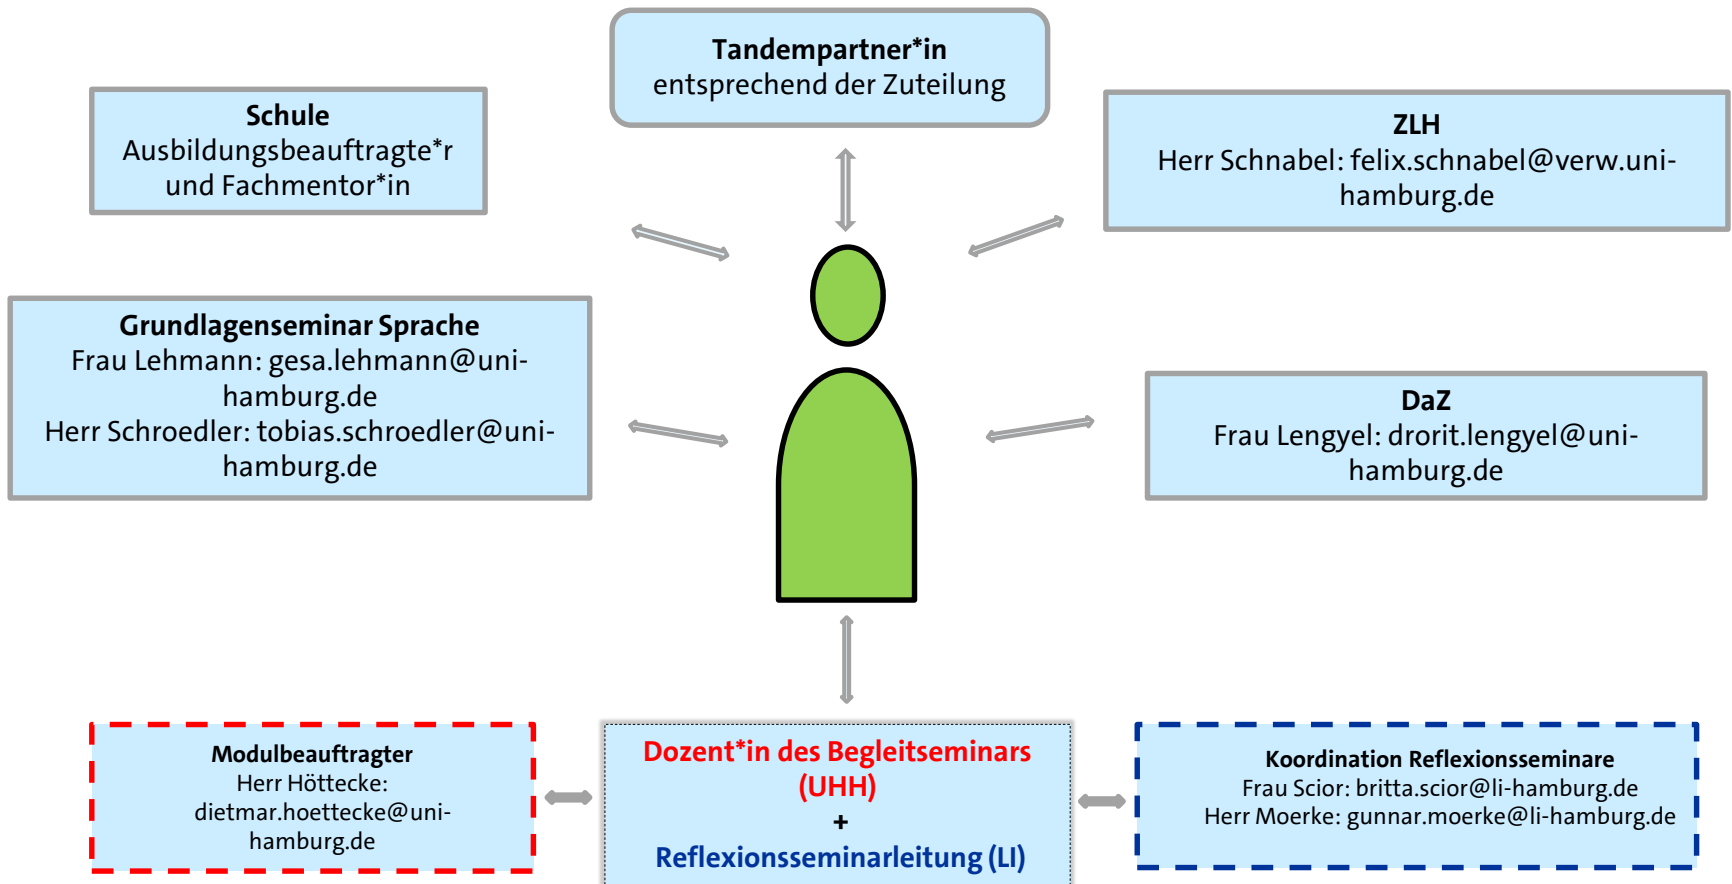 Tandempartner*in
entsprechend der Zuteilung
Schule
Ausbildungsbeauftragte*r
und Fachmentor*in
ZLH
Herr Schnabel: felix.schnabel@verw.uni-
hamburg.de
Grundlagenseminar Sprache
Frau Lehmann: gesa.lehmann@uni-
hamburg.de
Herr Schroedler: tobias.schroedler@uni-
hamburg.de
DaZ
Frau Lengyel: drorit.lengyel@uni-
hamburg.de
Modulbeauftragter
Herr Höttecke:
dietmar.hoettecke@uni-
hamburg.de
Dozent*in des Begleitseminars
(UHH)
+
Reflexionsseminarleitung (LI)
Koordination Reflexionsseminare
Frau Scior: britta.scior@li-hamburg.de
Herr Moerke: gunnar.moerke@li-hamburg.de